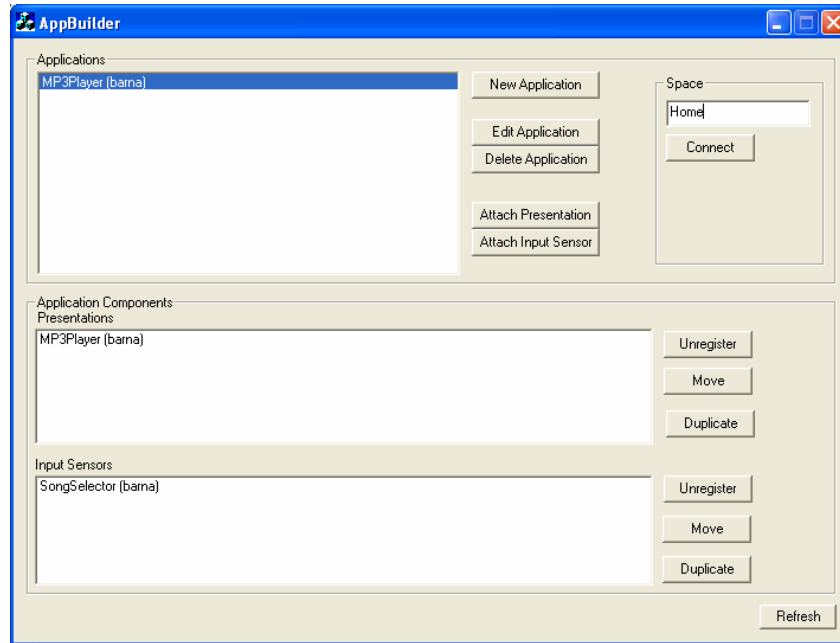 AppBuilder
Applications
MP3Player (barna)
New Application
Edit Application
Delete Application
Attach Presentation
Attach Input Sensor
Space
Home
Connect
Application Components
Presentations
MP3Player (barna)
Unregister
Move
Duplicate
Input Sensors
SongSelector (barna)
Unregister
Move
Duplicate
Refresh